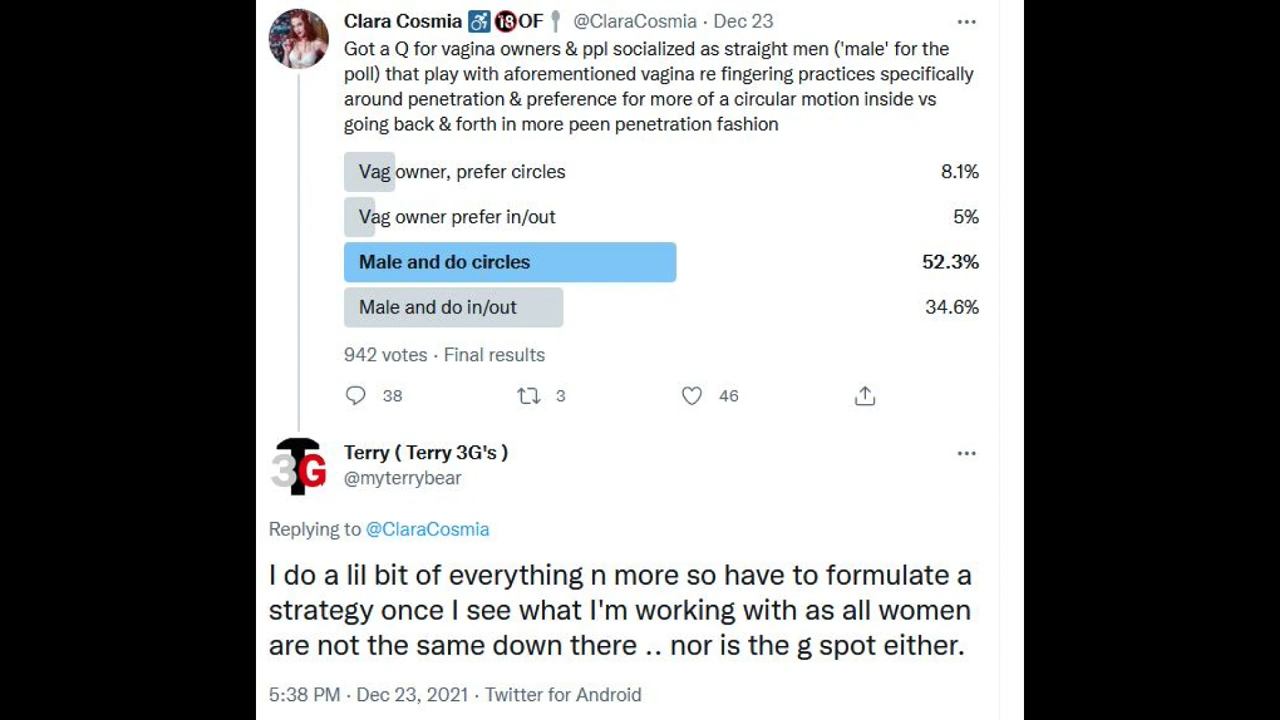 Clara Cosmia ♿🔞OF🥄 @ClaraCosmia · Dec 23
Got a Q for vagina owners & ppl socialized as straight men ('male' for the
poll) that play with aforementioned vagina re fingering practices specifically
around penetration & preference for more of a circular motion inside vs
going back & forth in more peen penetration fashion
Vag owner, prefer circles 8.1%
Vag owner prefer in/out 5%
Male and do circles 52.3%
Male and do in/out 34.6%
942 votes · Final results
38 3 46
3G
Terry ( Terry 3G's )
@myterrybear
Replying to @ClaraCosmia
I do a lil bit of everything n more so have to formulate a
strategy once I see what I'm working with as all women
are not the same down there .. nor is the g spot either.
5:38 PM · Dec 23, 2021 · Twitter for Android